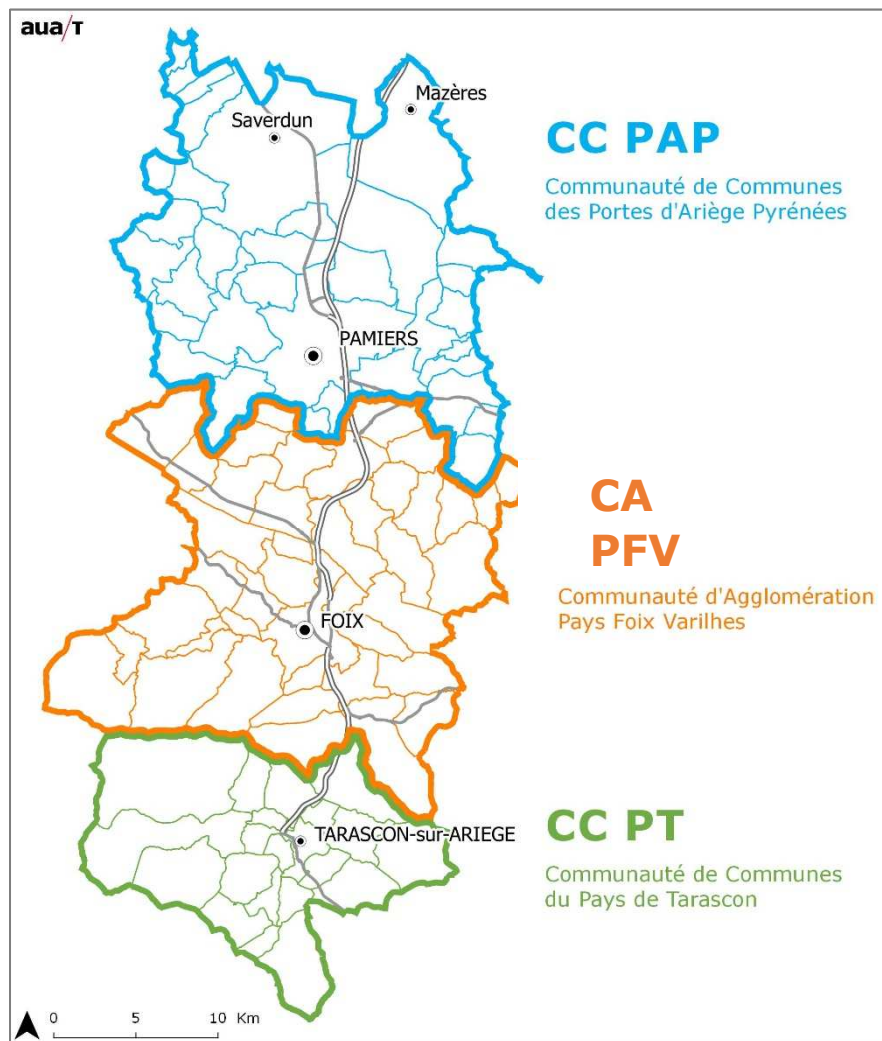 aua/T
Mazères
Saverdun
CC PAP
Communauté de Communes
des Portes d'Ariège Pyrénées
PAMIERS
CA
PFV
Communauté d'Agglomération
Pays Foix Varilhes
FOIX
CC PT
TARASCON-sur-ARIEGE
Communauté de Communes
du Pays de Tarascon
0 5 10 Km